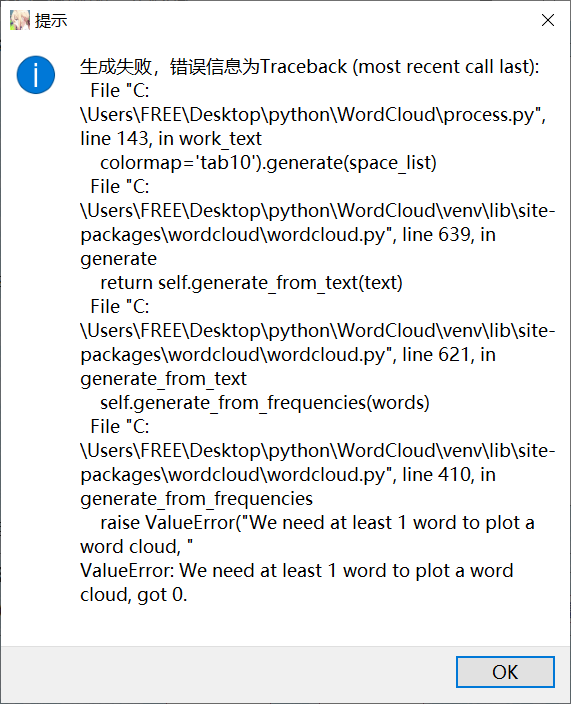 提示
生成失败，错误信息为Traceback (most recent call last):
File "C:
\Users\FREE\Desktop\python\WordCloud\process.py",
line 143, in work_text
colormap='tab10').generate(space_list)
File "C:
\Users\FREE\Desktop\python\WordCloud\venv\lib\site-
packages\wordcloud\wordcloud.py", line 639, in
generate
return self.generate_from_text(text)
File "C:
\Users\FREE\Desktop\python\WordCloud\venv\lib\site-
packages\wordcloud\wordcloud.py", line 621, in
generate_from_text
self.generate_from_frequencies(words)
File "C:
\Users\FREE\Desktop\python\WordCloud\venv\lib\site-
packages\wordcloud\wordcloud.py", line 410, in
generate_from_frequencies
raise ValueError("We need at least 1 word to plot a
word cloud, "
ValueError: We need at least 1 word to plot a word
cloud, got 0.
OK